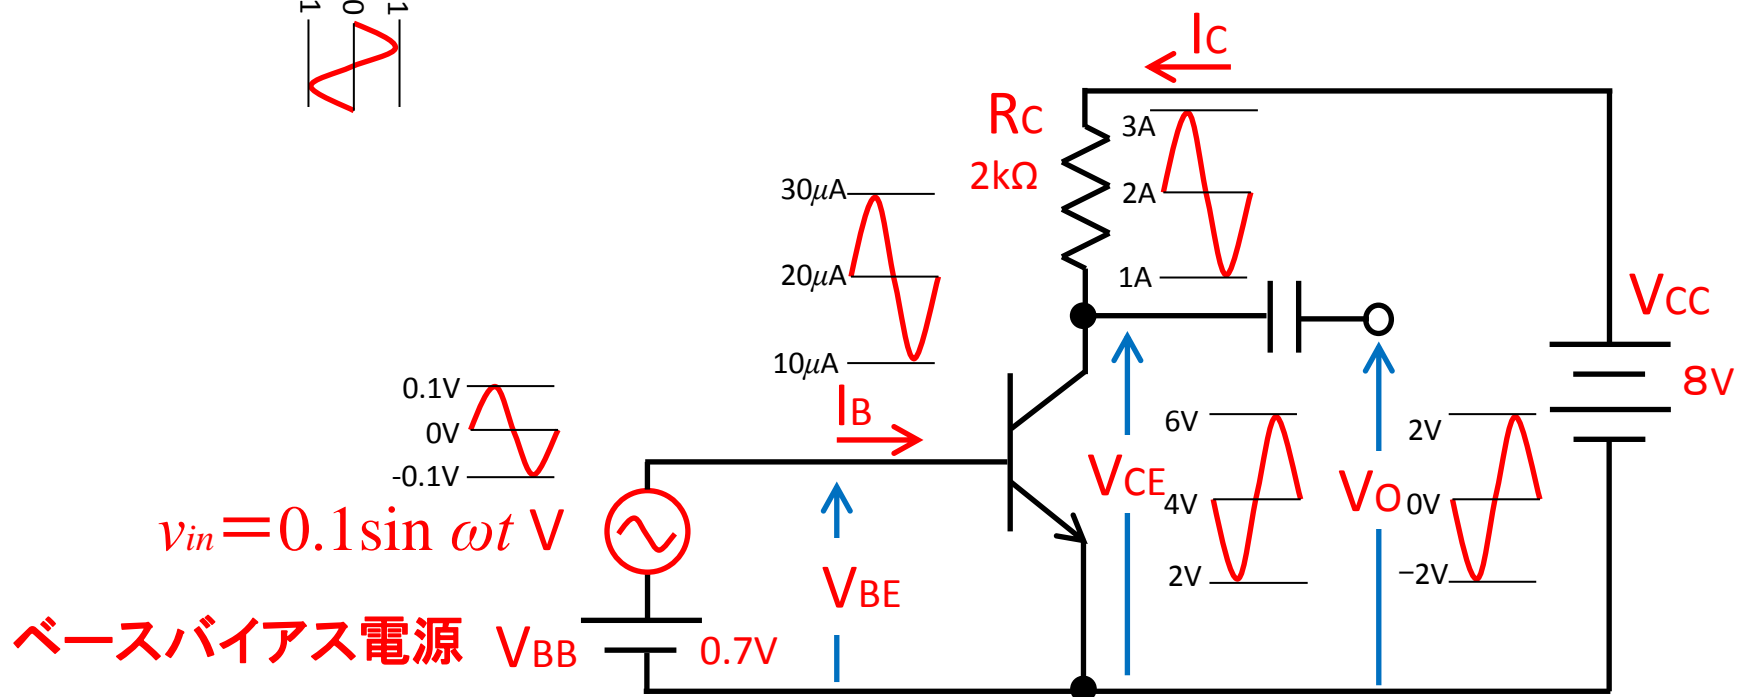 1
0
1
IC
RC
2kΩ
3A
2A
1A
30μA
20μA
10μA
VCC
8V
0.1V
0V
-0.1V
IB
6V
4V
2V
VCE
VO
2V
0V
−2V
vin=0.1sin ωt V
VBE
ベースバイアス電源 VBB 0.7V